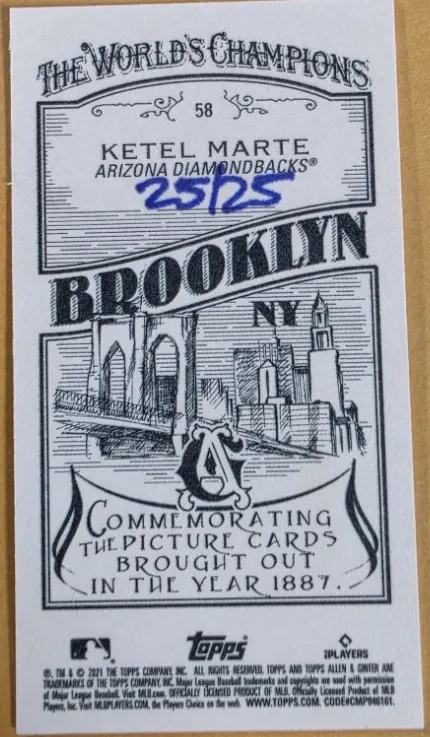 THE WORLD'S CHAMPIONS
58
KETEL MARTE
ARIZONA DIAMONDBACKS®
25/25
BROOKLYN
NY
AG
COMMEMORATING
THE PICTURE CARDS
BROUGHT OUT
IN THE YEAR 1887.
Topps
PLAYERS
®, TM & © 2021 THE TOPPS COMPANY, INC. ALL RIGHTS RESERVED. TOPPS AND TOPPS ALLEN & GINTER ARE
TRADEMARKS OF THE TOPPS COMPANY, INC. Major League Baseball trademarks and copyrights are used with permission
of Major League Baseball. Visit MLB.com. OFFICIALLY LICENSED PRODUCT OF MLB. Officially Licensed Product of MLB
Players, Inc. Visit MLBPLAYERS.COM, the Players Choice on the web. WWW.TOPPS.COM. CODE#CMP046161.